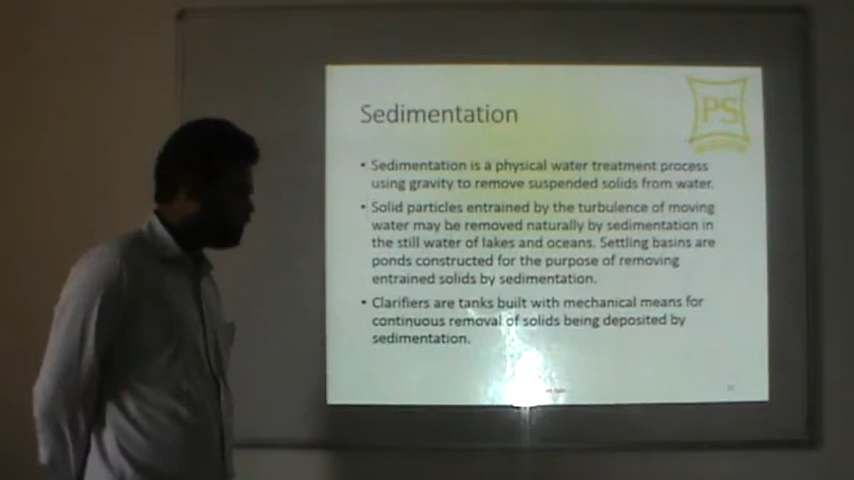 PS
Sedimentation
• Sedimentation is a physical water treatment process
using gravity to remove suspended solids from water.
• Solid particles entrained by the turbulence of moving
water may be removed naturally by sedimentation in
the still water of lakes and oceans. Settling basins are
ponds constructed for the purpose of removing
entrained solids by sedimentation.
• Clarifiers are tanks built with mechanical means for
continuous removal of solids being deposited by
sedimentation.